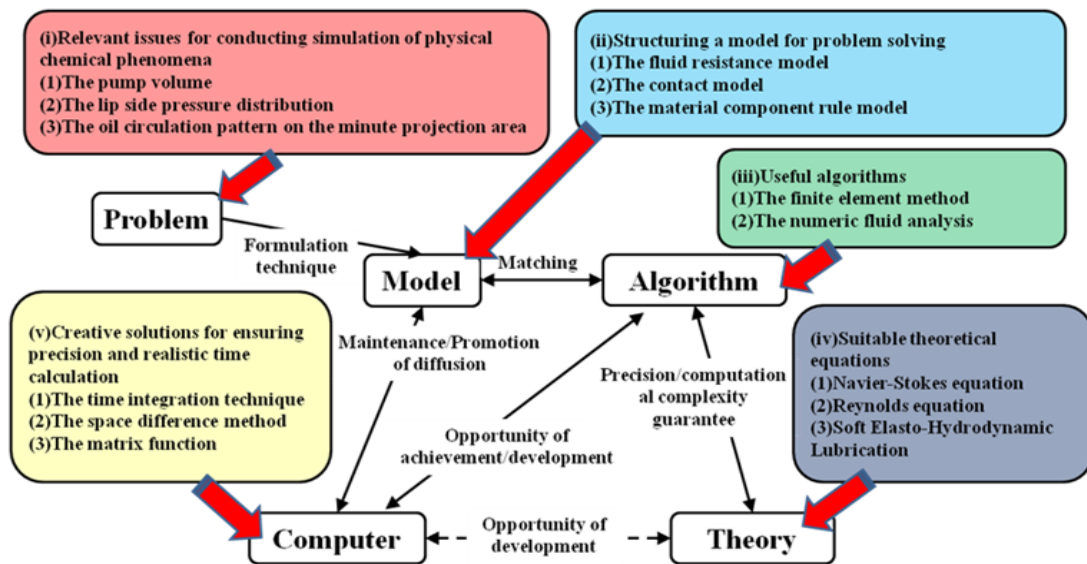 (i)Relevant issues for conducting simulation of physical
chemical phenomena
(1)The pump volume
(2)The lip side pressure distribution
(3)The oil circulation pattern on the minute projection area
(ii)Structuring a model for problem solving
(1)The fluid resistance model
(2)The contact model
(3)The material component rule model
(iii)Useful algorithms
(1)The finite element method
(2)The numeric fluid analysis
Problem
Formulation
technique
Model
Matching
Algorithm
(v)Creative solutions for ensuring
precision and realistic time
calculation
(1)The time integration technique
(2)The space difference method
(3)The matrix function
Maintenance/Promotion
of diffusion
Precision/computation
al complexity
guarantee
(iv)Suitable theoretical
equations
(1)Navier-Stokes equation
(2)Reynolds equation
(3)Soft Elasto-Hydrodynamic
Lubrication
Opportunity of
achievement/development
Computer
Opportunity of
development
Theory